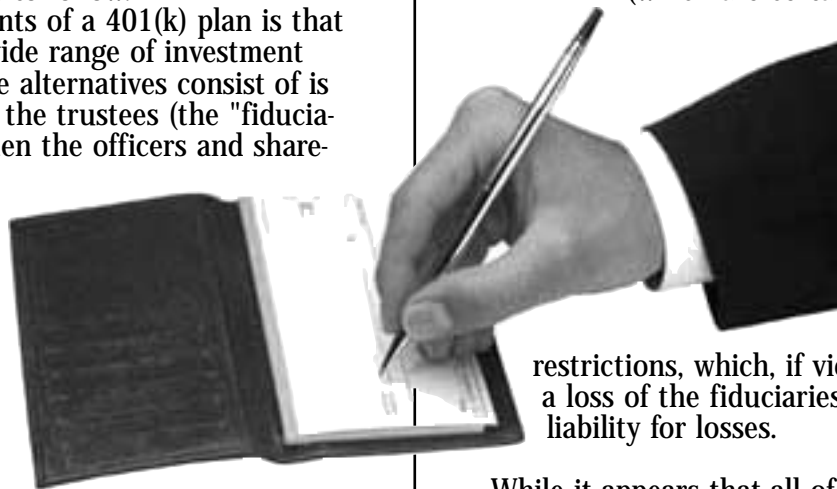 nts of a 401(k) plan is that
ide range of investment
e alternatives consist of is
the trustees (the "fiducia-
en the officers and share-
restrictions, which, if vio
a loss of the fiduciaries
liability for losses.
While it appears that all of